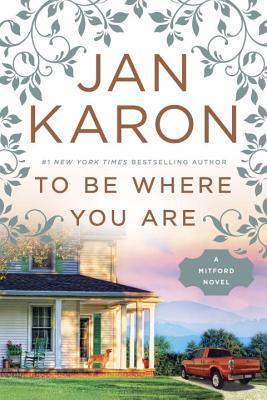 JAN
KARON
#1 NEW YORK TIMES BESTSELLING AUTHOR
TO BE WHERE
YOU ARE
A
MITFORD
NOVEL